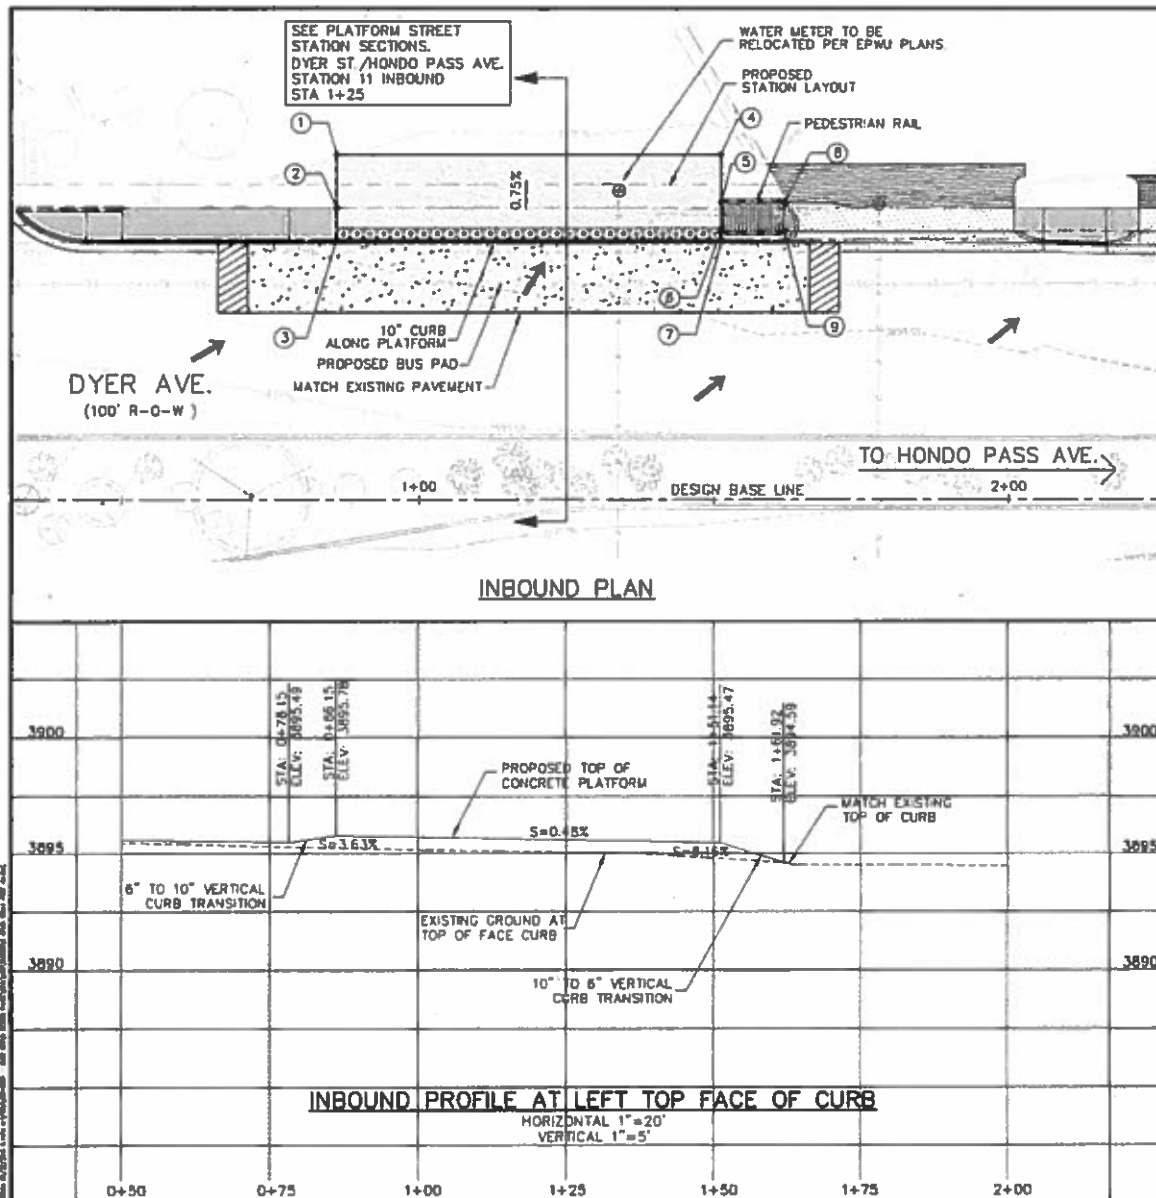 SEE PLATFORM STREET
STATION SECTIONS.
DYER ST./HONDO PASS AVE.
STATION 11 INBOUND
STA 1+25
WATER METER TO BE
RELOCATED PER EPWU PLANS
PROPOSED
STATION LAYOUT
PEDESTRIAN RAIL
1
4
2
5
8
0.75%
6
3
7
9
10" CURB
ALONG PLATFORM
PROPOSED BUS PAD
MATCH EXISTING PAVEMENT
DYER AVE.
(100' R-O-W )
TO HONDO PASS AVE.
1+00
DESIGN BASE LINE
2+00
INBOUND PLAN
STA: 0+78.15
ELEV: 3895.49
STA: 0+86.15
ELEV: 3895.78
STA: 1+51.14
ELEV: 3895.47
STA: 1+61.92
ELEV: 3894.59
3900
3900
PROPOSED TOP OF
CONCRETE PLATFORM
MATCH EXISTING
TOP OF CURB
S=0.48%
S=3.63%
S=8.16%
3895
3895
6" TO 10" VERTICAL
CURB TRANSITION
EXISTING GROUND AT
TOP OF FACE CURB
3890
3890
10" TO 6" VERTICAL
CURB TRANSITION
INBOUND PROFILE AT LEFT TOP FACE OF CURB
HORIZONTAL 1"=20'
VERTICAL 1"=5'
0+50
0+75
1+00
1+25
1+50
1+75
2+00